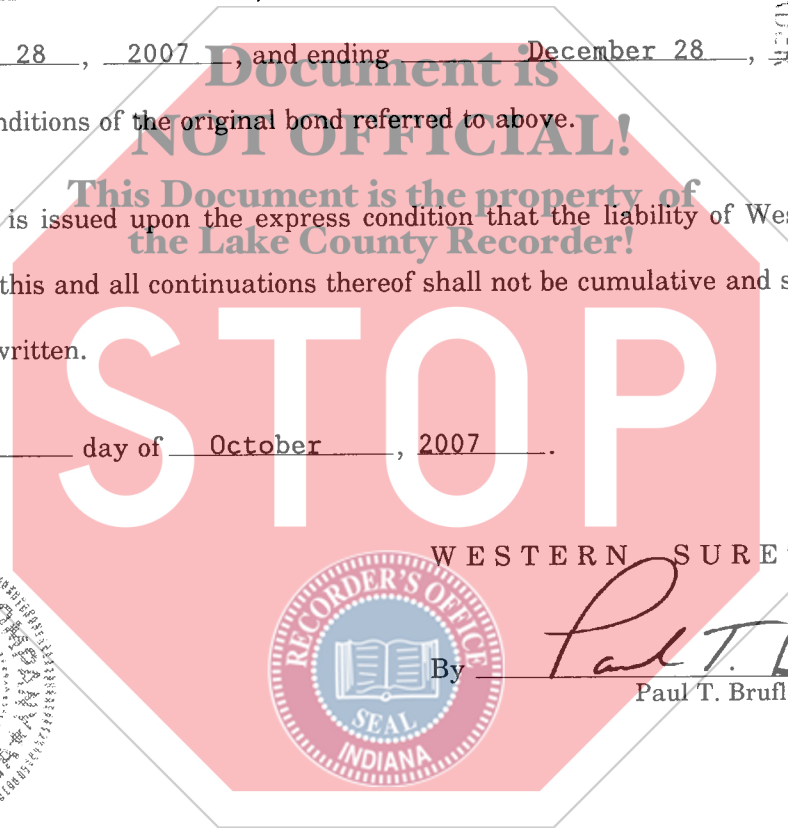 28, 2007, and ending December 28,
Document is
nditions of the original bond referred to above.
NOT OFFICIAL!
This Document is the property of
is issued upon the express condition that the liability of Wes
the Lake County Recorder!
this and all continuations thereof shall not be cumulative and s
written.
STOP
day of October, 2007.
WESTERN SURE
RECORDER'S OFFICE
SEAL
INDIANA
By Paul T.
Paul T. Brufl